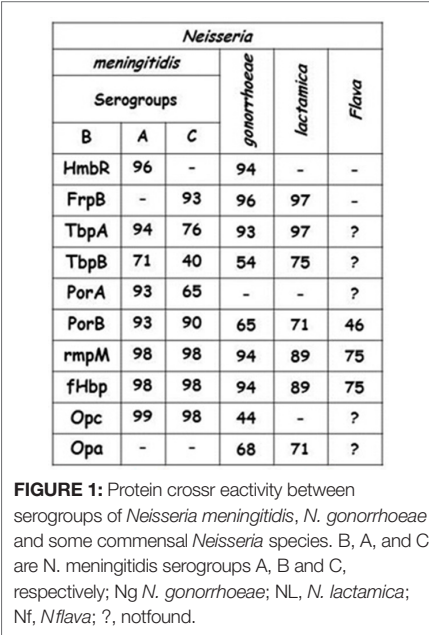 Neisseria
meningitidis
gonorrhoeae
lactamica
Flava
Serogroups
B A C
HmbR 96 - 94 - -
FrpB - 93 96 97 -
TbpA 94 76 93 97 ?
TbpB 71 40 54 75 ?
PorA 93 65 - - ?
PorB 93 90 65 71 46
rmpM 98 98 94 89 75
fHbp 98 98 94 89 75
Opc 99 98 44 - ?
Opa - - 68 71 ?
FIGURE 1: Protein crossr eactivity between
serogroups of Neisseria meningitidis, N. gonorrhoeae
and some commensal Neisseria species. B, A, and C
are N. meningitidis serogroups A, B and C,
respectively; Ng N. gonorrhoeae; NL, N. lactamica;
Nf, Nflava; ?, notfound.